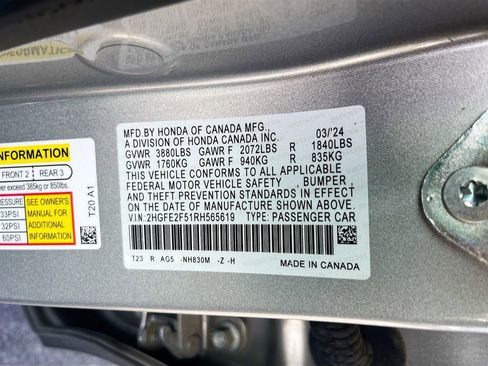 MFD.BY HONDA OF CANADA MFG. 03/'24
A DIVISION OF HONDA CANADA INC.
GVWR 3880LBS GAWR F 2072LBS R 1840LBS
GVWR 1760KG GAWR F 940KG R 835KG
THIS VEHICLE CONFORMS TO ALL APPLICABLE
FEDERAL MOTOR VEHICLE SAFETY , BUMPER
AND THEFT PREVENTION STANDARDS IN EFFECT
ON THE DATE OF MANUFACTURE SHOWN ABOVE.
V.I.N:2HGFE2F51RH565619 TYPE: PASSENGER CAR
T23 R AG5 -NH830M -Z -H
MADE IN CANADA
INFORMATION
FRONT 2 REAR 3
exceed 385kg or 850lbs.
PRESSURE SEE OWNER'S
33PSI MANUAL FOR
32PSI ADDITIONAL
60PSI INFORMATION
T20 A1